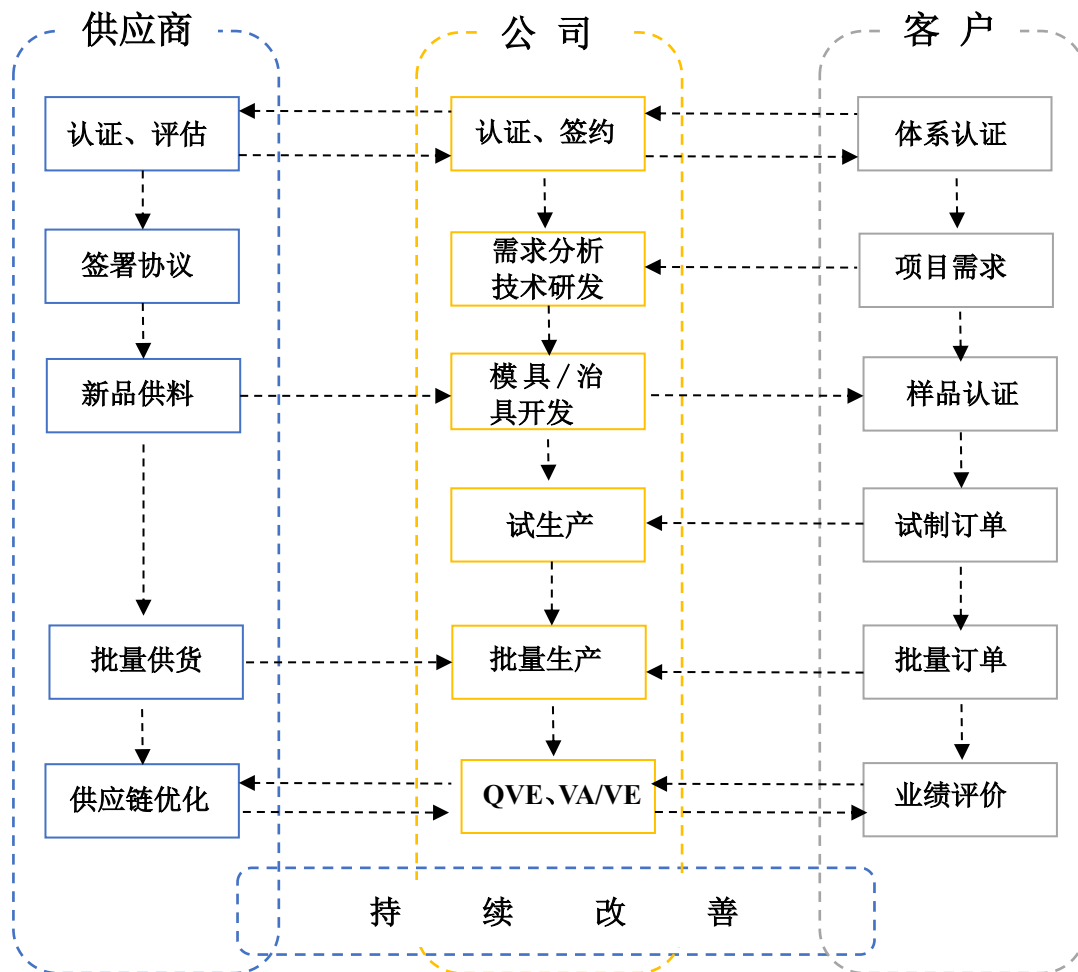 供应商
公 司
客 户
认证、评估
认证、签约
体系认证
签署协议
需求分析
技术研发
项目需求
新品供料
模 具 / 治
具开发
样品认证
试生产
试制订单
批量供货
批量生产
批量订单
供应链优化
QVE、VA/VE
业绩评价
持 续 改 善